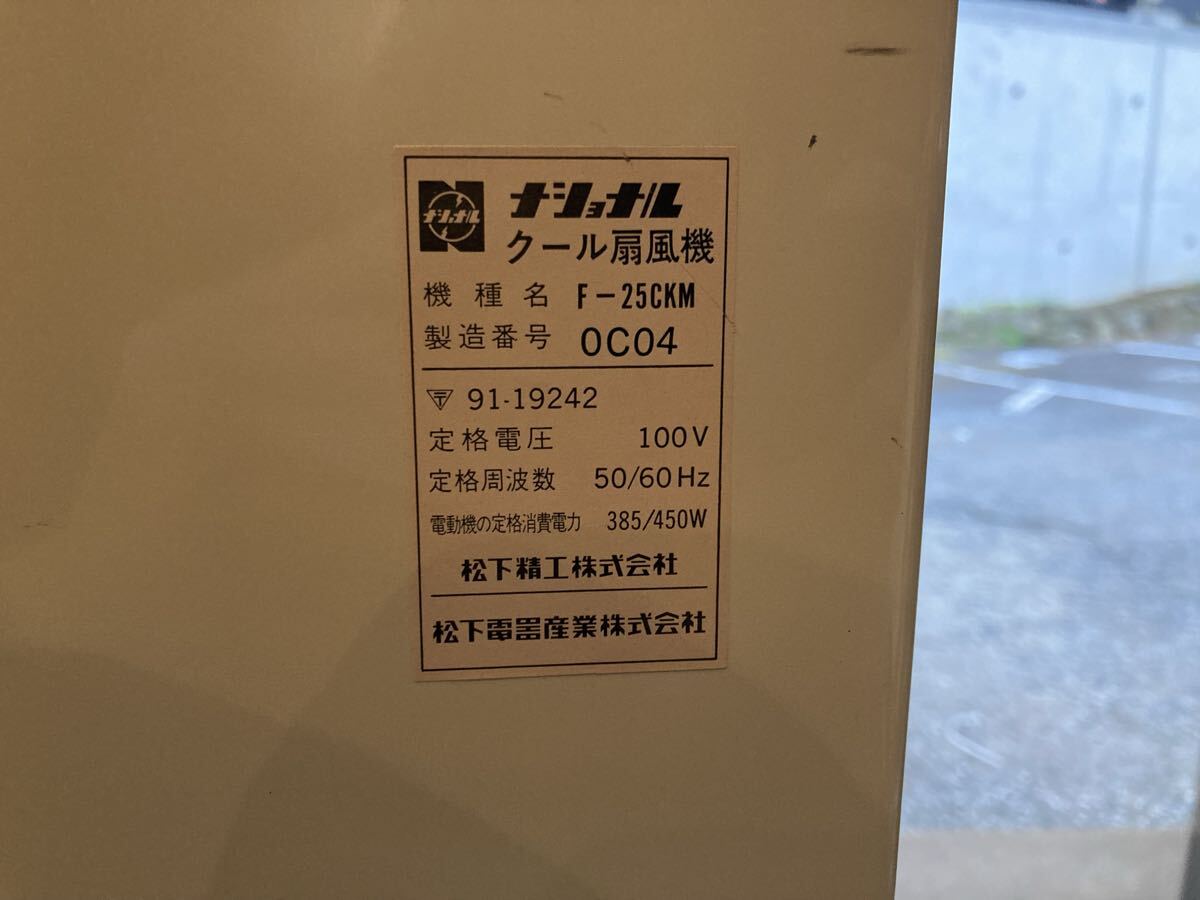 ナショナル
ナショナル
クール扇風機
機種名 F-25CKM
製造番号 0C04
〒 91-19242
定格電圧 100V
定格周波数 50/60Hz
電動機の定格消費電力 385/450W
松下精工株式会社
松下電器産業株式会社